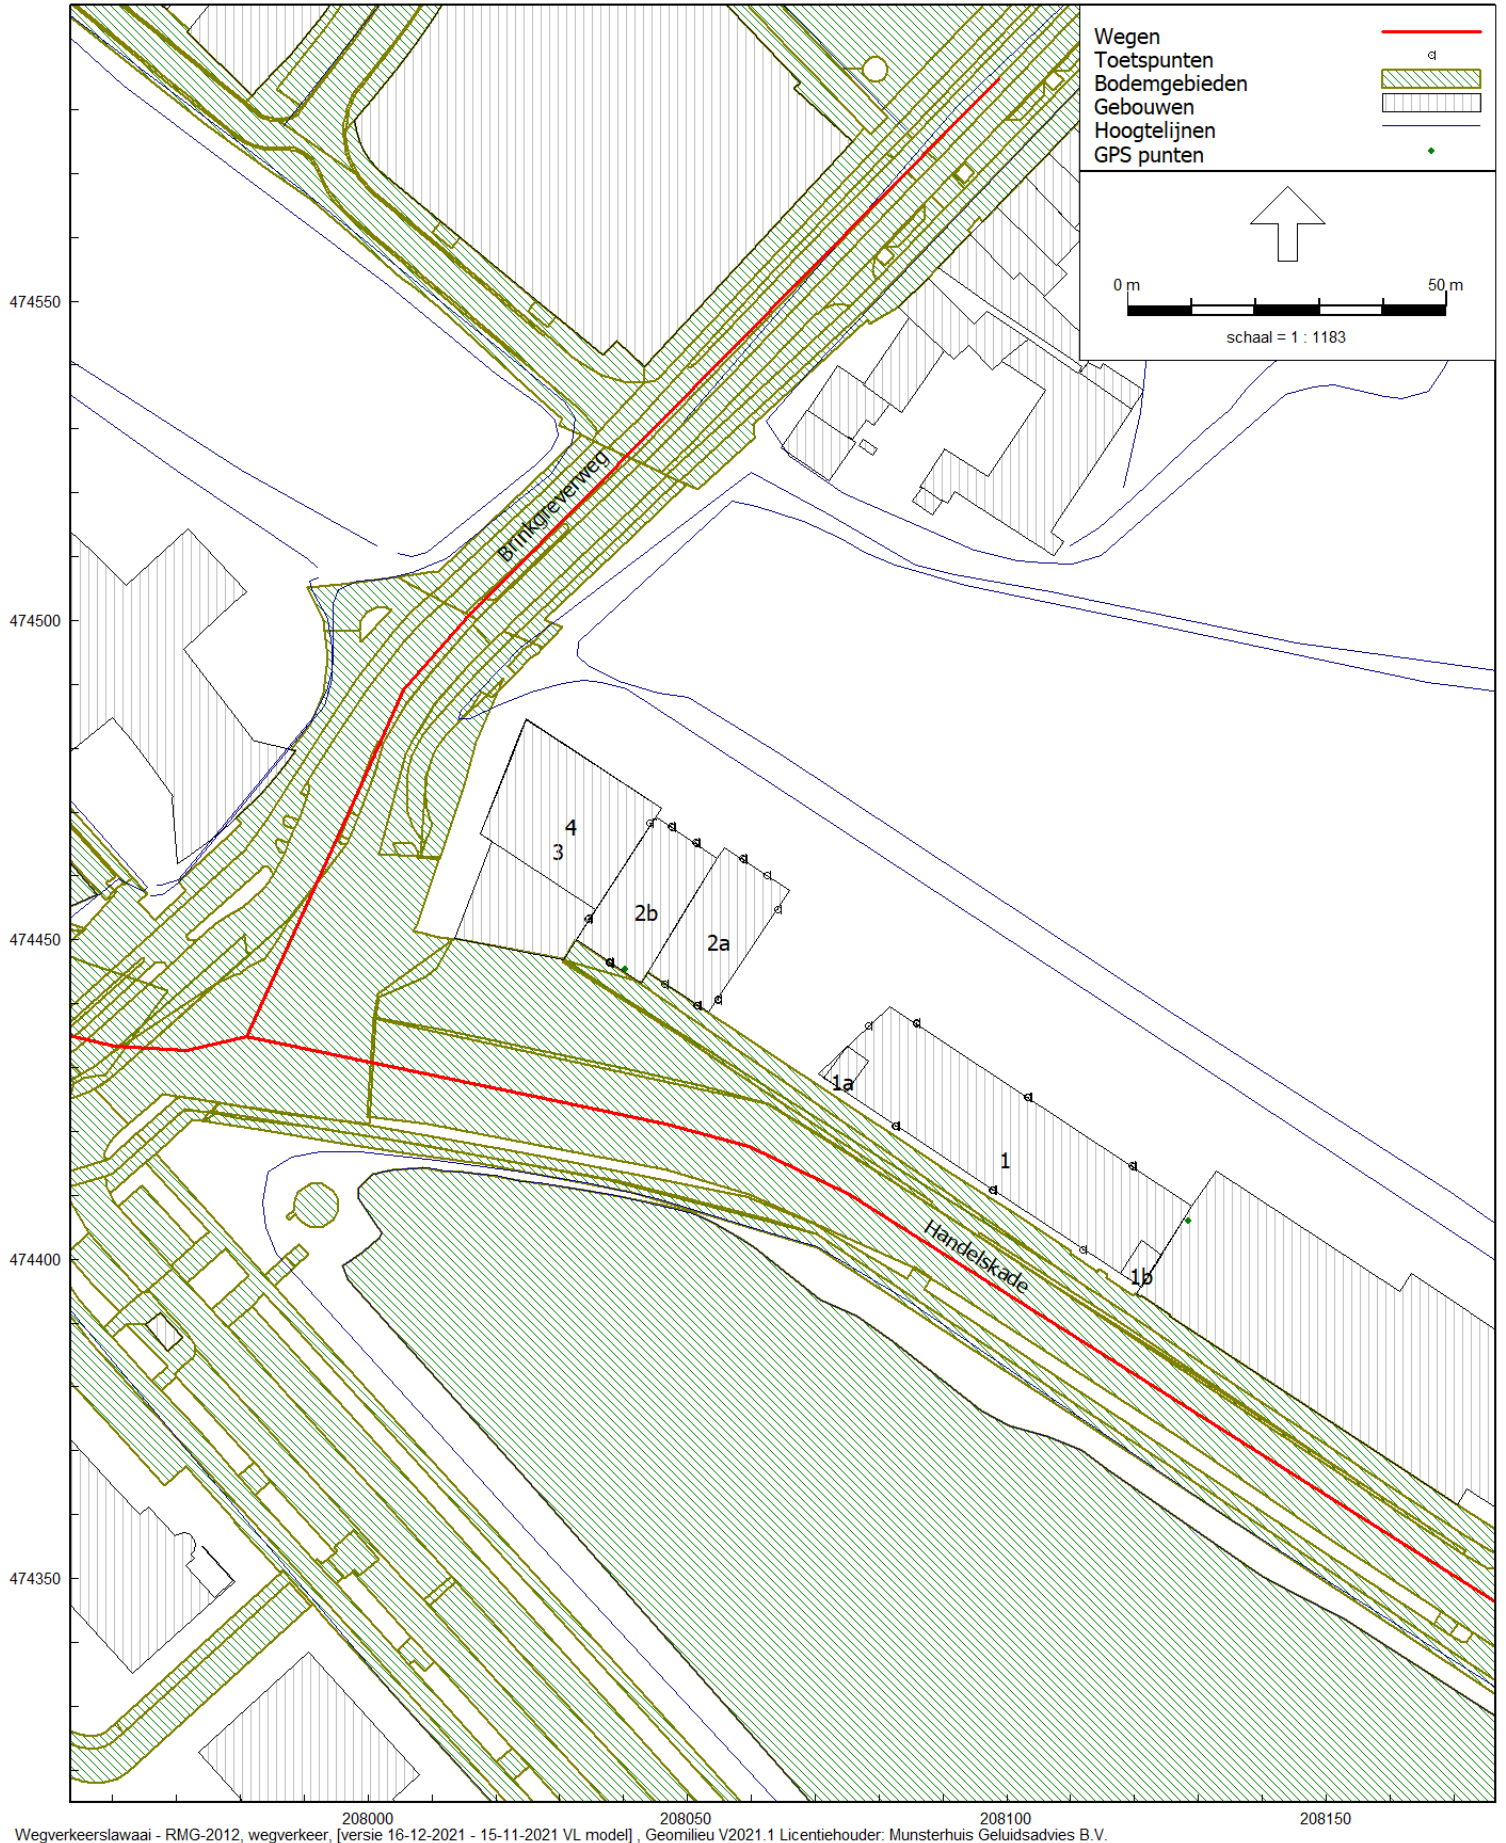 Wegen
Toetspunten
Bodemgebieden
Gebouwen
Hoogtelijnen
GPS punten
0 m 50 m
schaal = 1 : 1183
474550
Brinkgreverweg
474500
4
3
2b
2a
474450
1a
1
1b
Handelskade
474400
474350
208000 208050 208100 208150
Wegverkeerslawaai - RMG-2012, wegverkeer, [versie 16-12-2021 - 15-11-2021 VL model] , Geomilieu V2021.1 Licentiehouder: Munsterhuis Geluidsadvies B.V.